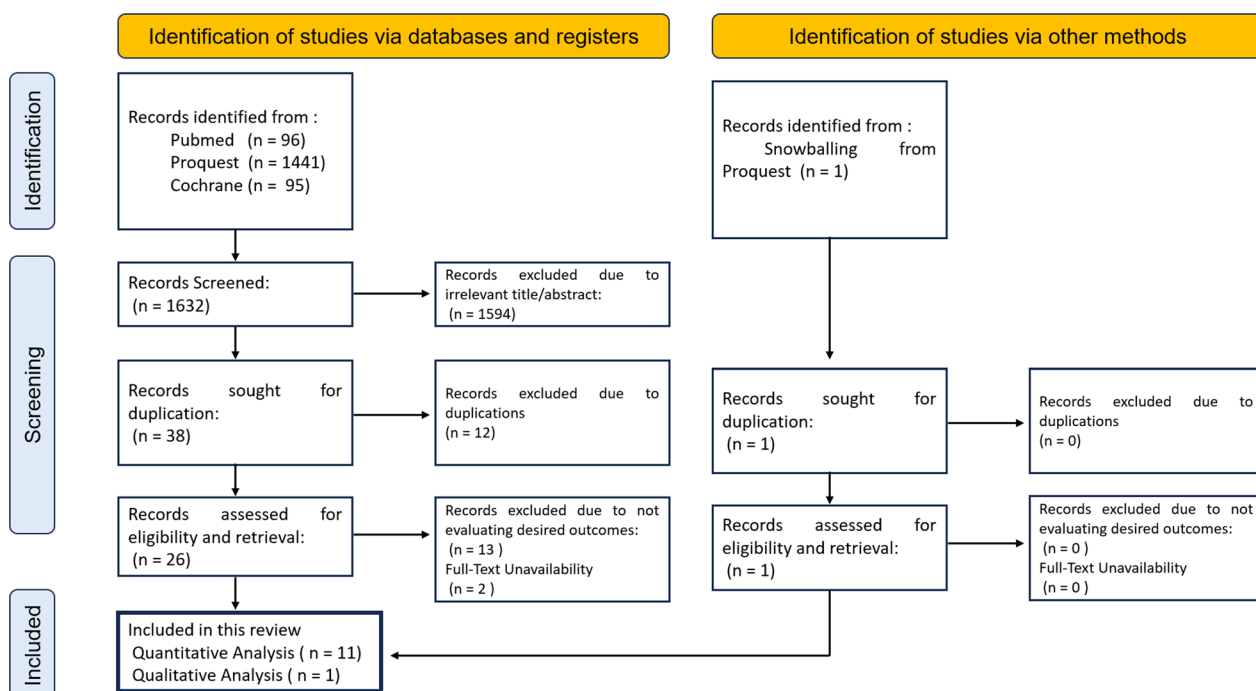 Identification of studies via databases and registers
Identification of studies via other methods
Identification
Records identified from :
Pubmed (n = 96)
Proquest (n = 1441)
Cochrane (n = 95)
Records identified from :
Snowballing from
Proquest (n = 1)
Screening
Records Screened:
(n = 1632)
Records excluded due to
irrelevant title/abstract:
(n = 1594)
Records sought for
duplication:
(n = 38)
Records excluded due to
duplications
(n = 12)
Records sought for
duplication:
(n = 1)
Records excluded due to
duplications
(n = 0)
Records assessed for
eligibility and retrieval:
(n = 26)
Records excluded due to not
evaluating desired outcomes:
(n = 13 )
Full-Text Unavailability
(n = 2 )
Records assessed for
eligibility and retrieval:
(n = 1)
Records excluded due to not
evaluating desired outcomes:
(n = 0 )
Full-Text Unavailability
(n = 0 )
Included
Included in this review
Quantitative Analysis ( n = 11)
Qualitative Analysis ( n = 1)